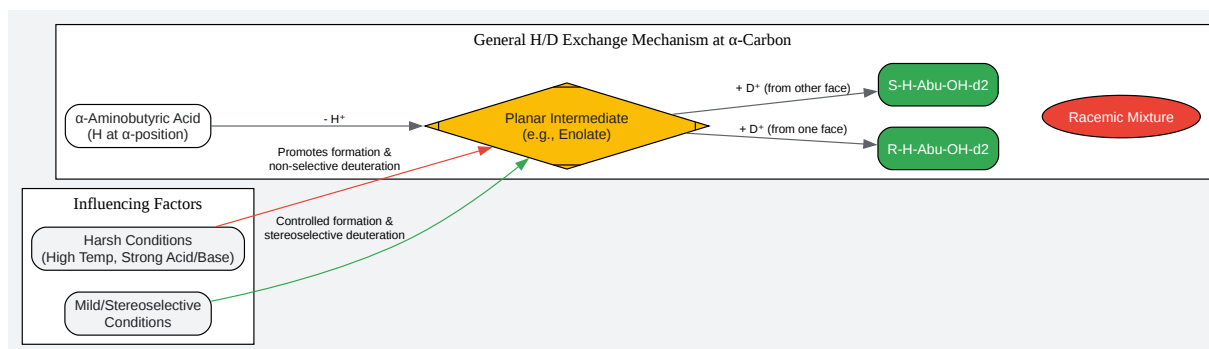 General H/D Exchange Mechanism at α-Carbon
α-Aminobutyric Acid
(H at α-position)
- H⁺
Planar Intermediate
(e.g., Enolate)
+ D⁺ (from other face)
S-H-Abu-OH-d2
+ D⁺ (from one face)
R-H-Abu-OH-d2
Racemic Mixture
Promotes formation &
non-selective deuteration
Influencing Factors
Harsh Conditions
(High Temp, Strong Acid/Base)
Controlled formation &
stereoselective deuteration
Mild/Stereoselective
Conditions